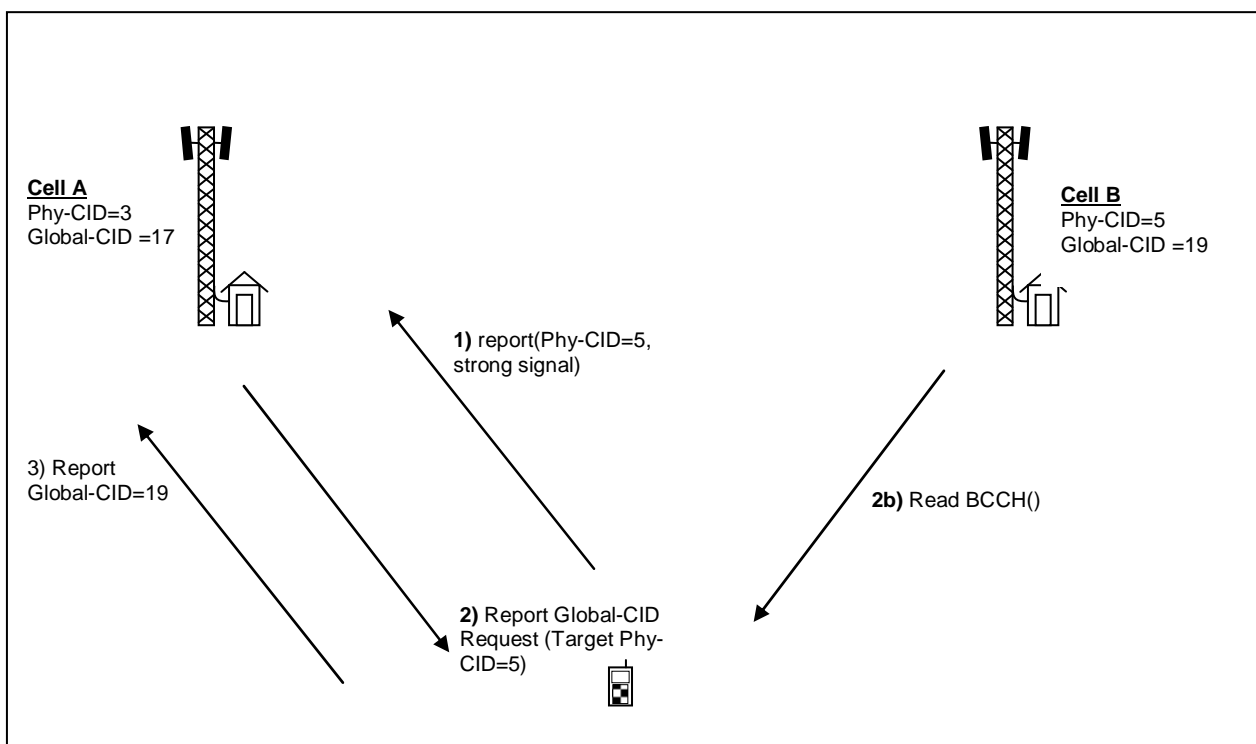 Cell A
Phy-CID=3
Global-CID =17
Cell B
Phy-CID=5
Global-CID =19
1) report(Phy-CID=5,
strong signal)
3) Report
Global-CID=19
2b) Read BCCH()
2) Report Global-CID
Request (Target Phy-
CID=5)